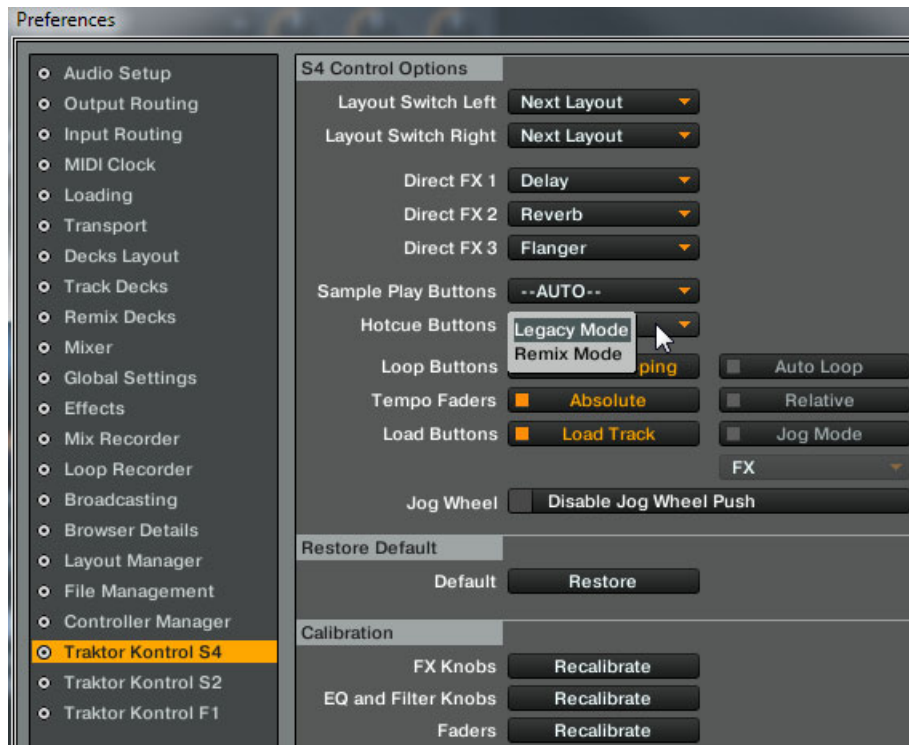 Preferences
Audio Setup
Output Routing
Input Routing
MIDI Clock
Loading
Transport
Decks Layout
Track Decks
Remix Decks
Mixer
Global Settings
Effects
Mix Recorder
Loop Recorder
Broadcasting
Browser Details
Layout Manager
File Management
Controller Manager
Traktor Kontrol S4
Traktor Kontrol S2
Traktor Kontrol F1
S4 Control Options
Layout Switch Left Next Layout
Layout Switch Right Next Layout
Direct FX 1 Delay
Direct FX 2 Reverb
Direct FX 3 Flanger
Sample Play Buttons --AUTO--
Hotcue Buttons
Legacy Mode
Remix Mode
Loop Buttons ping Auto Loop
Tempo Faders Absolute Relative
Load Buttons Load Track Jog Mode
FX
Jog Wheel Disable Jog Wheel Push
Restore Default
Default Restore
Calibration
FX Knobs Recalibrate
EQ and Filter Knobs Recalibrate
Faders Recalibrate